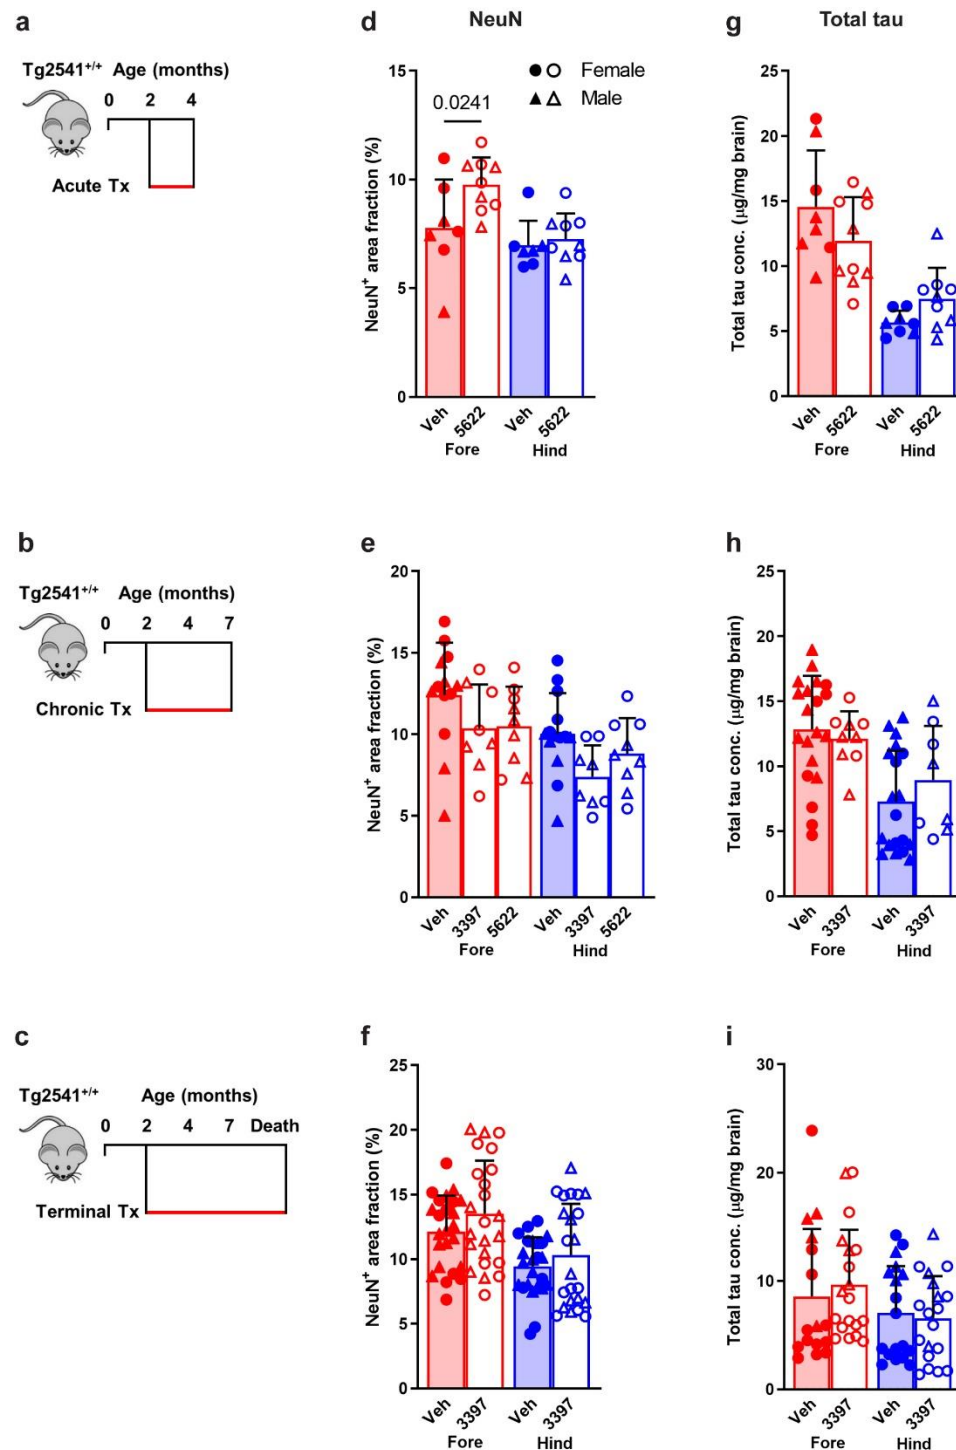 a
Tg2541+/+ Age (months)
0 2 4
Acute Tx
d
NeuN
NeuN+ area fraction (%)
15
10
5
0
0.0241
Female
Male
Veh
5622
Veh
5622
Fore
Hind
g
Total tau
Total tau conc. (µg/mg brain)
25
20
15
10
5
0
Veh
5622
Veh
5622
Fore
Hind
b
Tg2541+/+ Age (months)
0 2 4 7
Chronic Tx
e
NeuN+ area fraction (%)
20
15
10
5
0
Veh
3397
5622
Veh
3397
5622
Fore
Hind
h
Total tau conc. (µg/mg brain)
25
20
15
10
5
0
Veh
3397
Veh
3397
Fore
Hind
c
Tg2541+/+ Age (months)
0 2 4 7 Death
Terminal Tx
f
NeuN+ area fraction (%)
25
20
15
10
5
0
Veh
3397
Veh
3397
Fore
Hind
i
Total tau conc. (µg/mg brain)
30
20
10
0
Veh
3397
Veh
3397
Fore
Hind